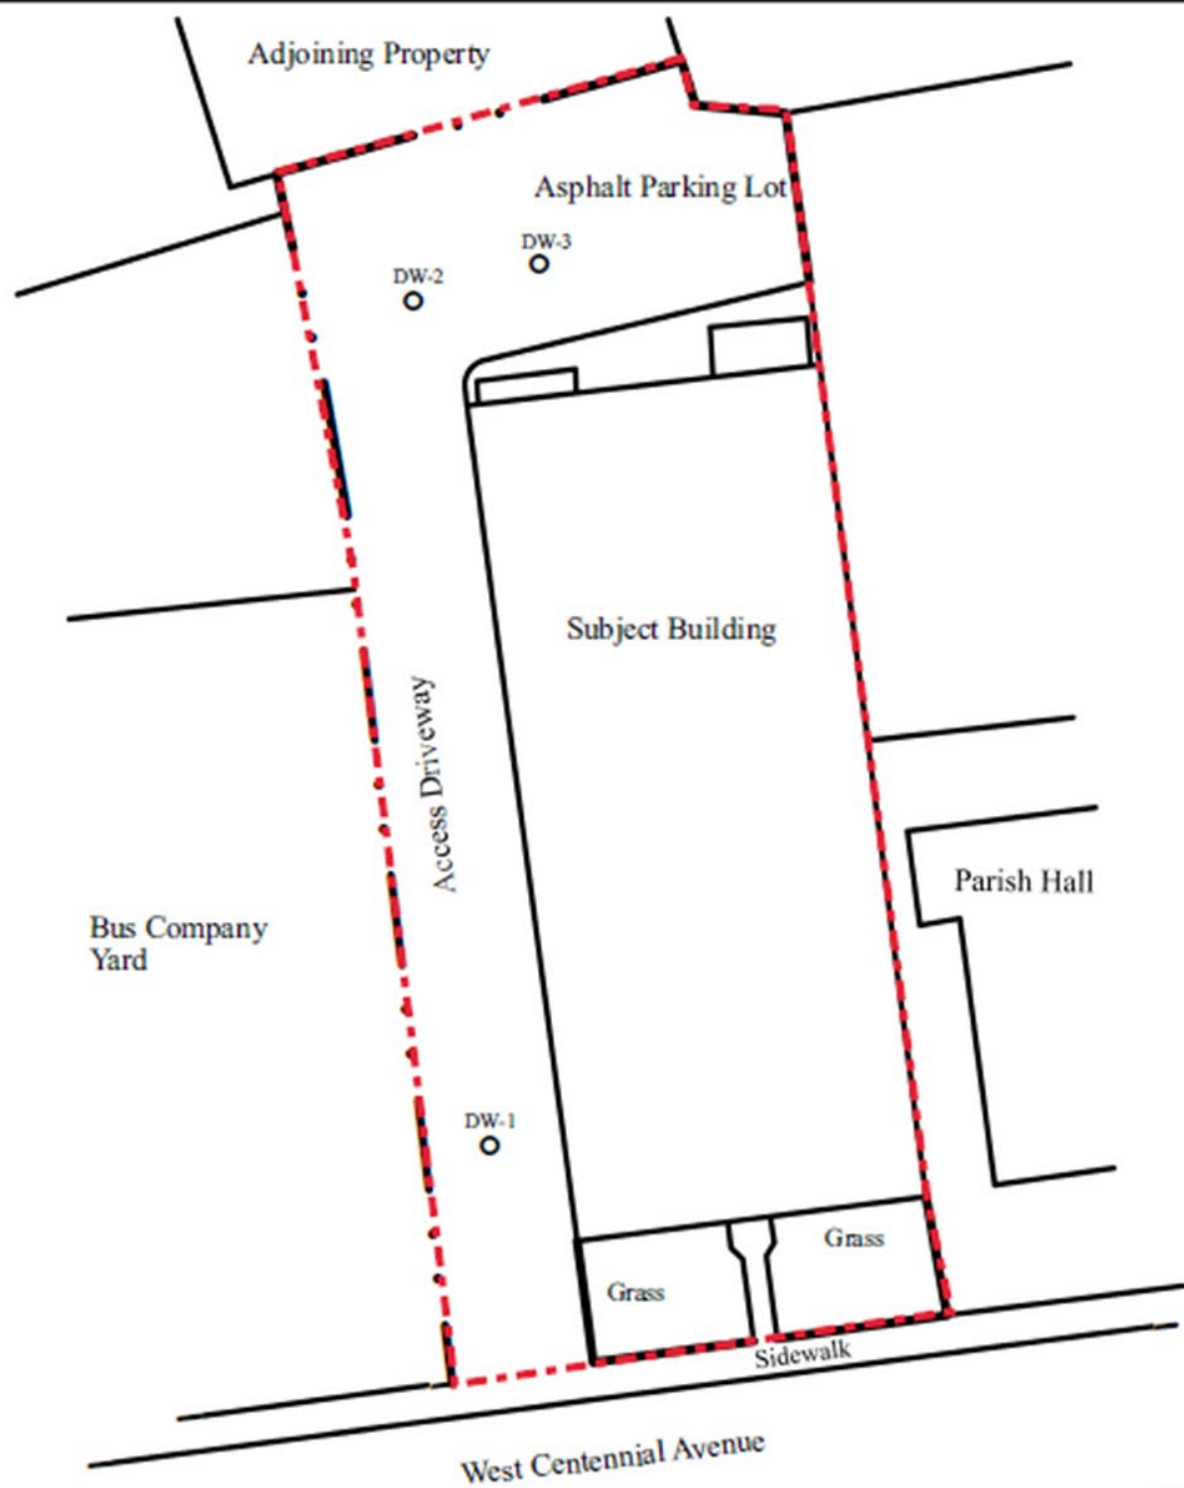 Adjoining Property
Asphalt Parking Lot
DW-3
DW-2
Subject Building
Access Driveway
Parish Hall
Bus Company
Yard
DW-1
Grass
Grass
Sidewalk
West Centennial Avenue